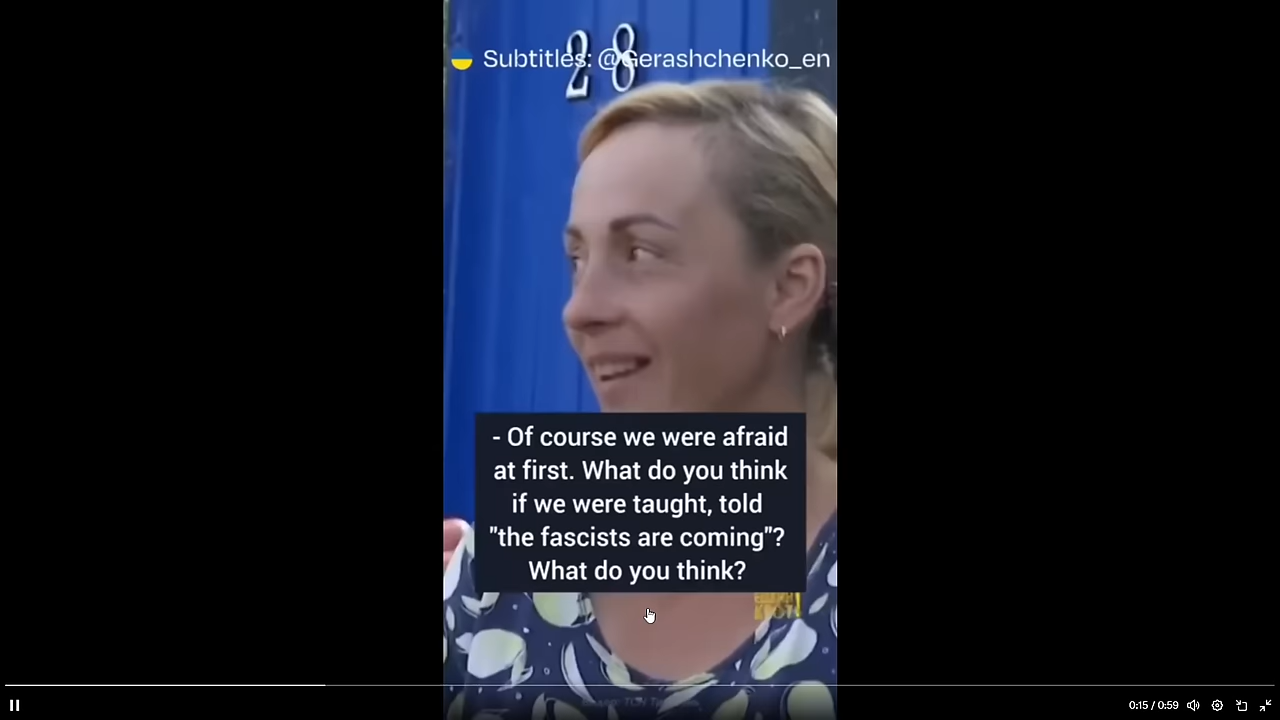 28
Subtitles: @Gerashchenko_en
- Of course we were afraid
at first. What do you think
if we were taught, told
"the fascists are coming"?
What do you think?
0:15 / 0:59